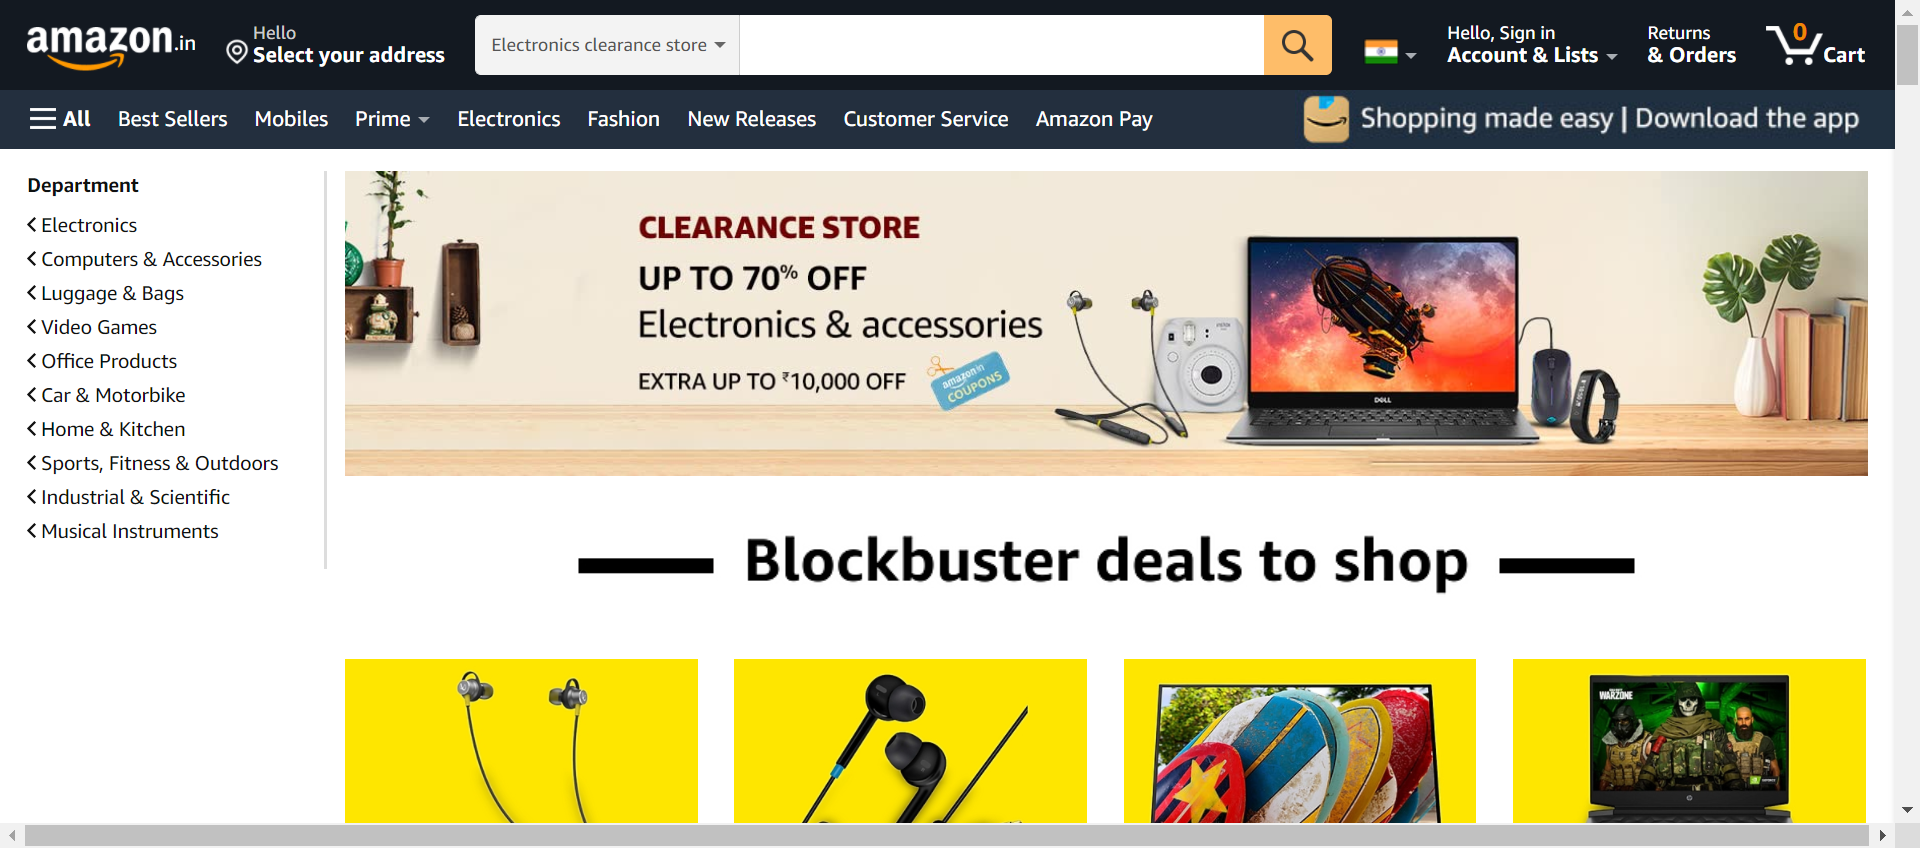 amazon.in
Hello
Select your address
Electronics clearance store
Hello, Sign in
Account & Lists
Returns
& Orders
0
Cart
All
Best Sellers
Mobiles
Prime
Electronics
Fashion
New Releases
Customer Service
Amazon Pay
Shopping made easy | Download the app
Department
Electronics
Computers & Accessories
Luggage & Bags
Video Games
Office Products
Car & Motorbike
Home & Kitchen
Sports, Fitness & Outdoors
Industrial & Scientific
Musical Instruments
CLEARANCE STORE
UP TO 70% OFF
Electronics & accessories
EXTRA UP TO ₹10,000 OFF
amazon.in
COUPONS
DELL
Blockbuster deals to shop
WARZONE